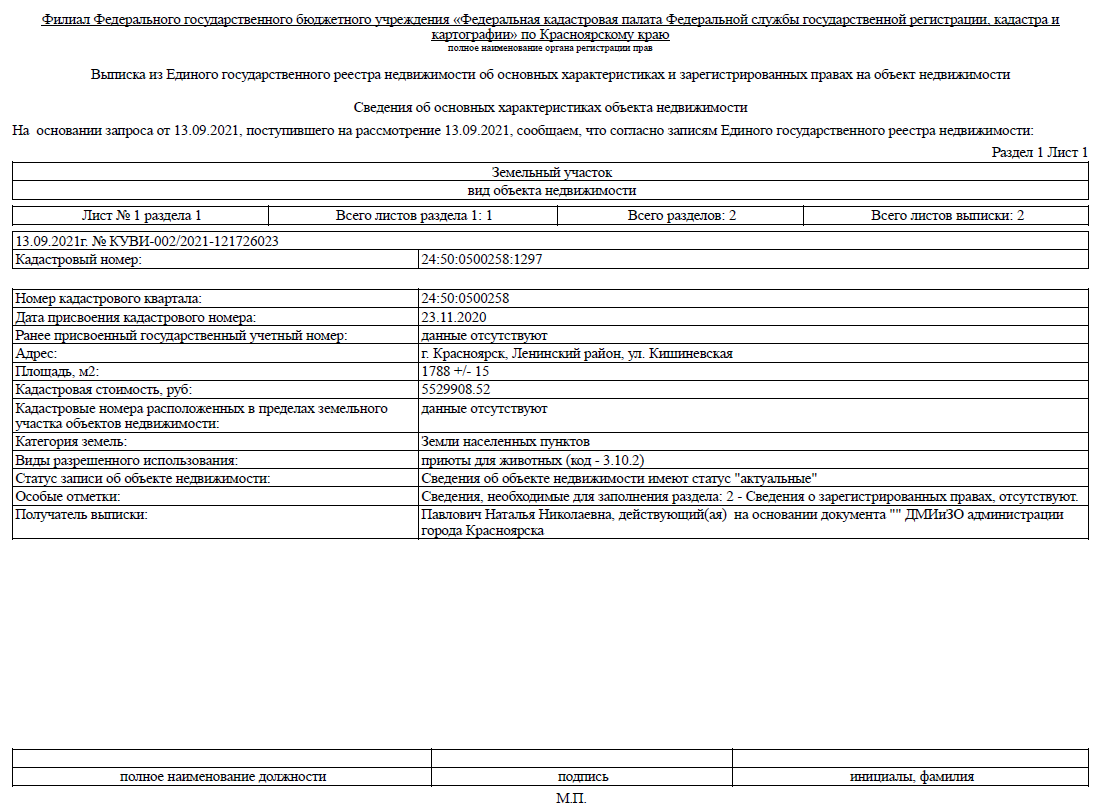 Филиал Федерального государственного бюджетного учреждения «Федеральная кадастровая палата Федеральной службы государственной регистрации, кадастра и
картографии» по Красноярскому краю
полное наименование органа регистрации прав
Выписка из Единого государственного реестра недвижимости об основных характеристиках и зарегистрированных правах на объект недвижимости
Сведения об основных характеристиках объекта недвижимости
На основании запроса от 13.09.2021, поступившего на рассмотрение 13.09.2021, сообщаем, что согласно записям Единого государственного реестра недвижимости:
Раздел 1 Лист 1
Земельный участок
вид объекта недвижимости
Лист № 1 раздела 1 Всего листов раздела 1: 1 Всего разделов: 2 Всего листов выписки: 2
13.09.2021г. № КУВИ-002/2021-121726023
Кадастровый номер: 24:50:0500258:1297
Номер кадастрового квартала: 24:50:0500258
Дата присвоения кадастрового номера: 23.11.2020
Ранее присвоенный государственный учетный номер: данные отсутствуют
Адрес: г. Красноярск, Ленинский район, ул. Кишиневская
Площадь, м2: 1788 +/- 15
Кадастровая стоимость, руб: 5529908.52
Кадастровые номера расположенных в пределах земельного данные отсутствуют
участка объектов недвижимости:
Категория земель: Земли населенных пунктов
Виды разрешенного использования: приюты для животных (код - 3.10.2)
Статус записи об объекте недвижимости: Сведения об объекте недвижимости имеют статус "актуальные"
Особые отметки: Сведения, необходимые для заполнения раздела: 2 - Сведения о зарегистрированных правах, отсутствуют.
Получатель выписки: Павлович Наталья Николаевна, действующий(ая) на основании документа "" ДМИиЗО администрации
города Красноярска
полное наименование должности подпись инициалы, фамилия
М.П.